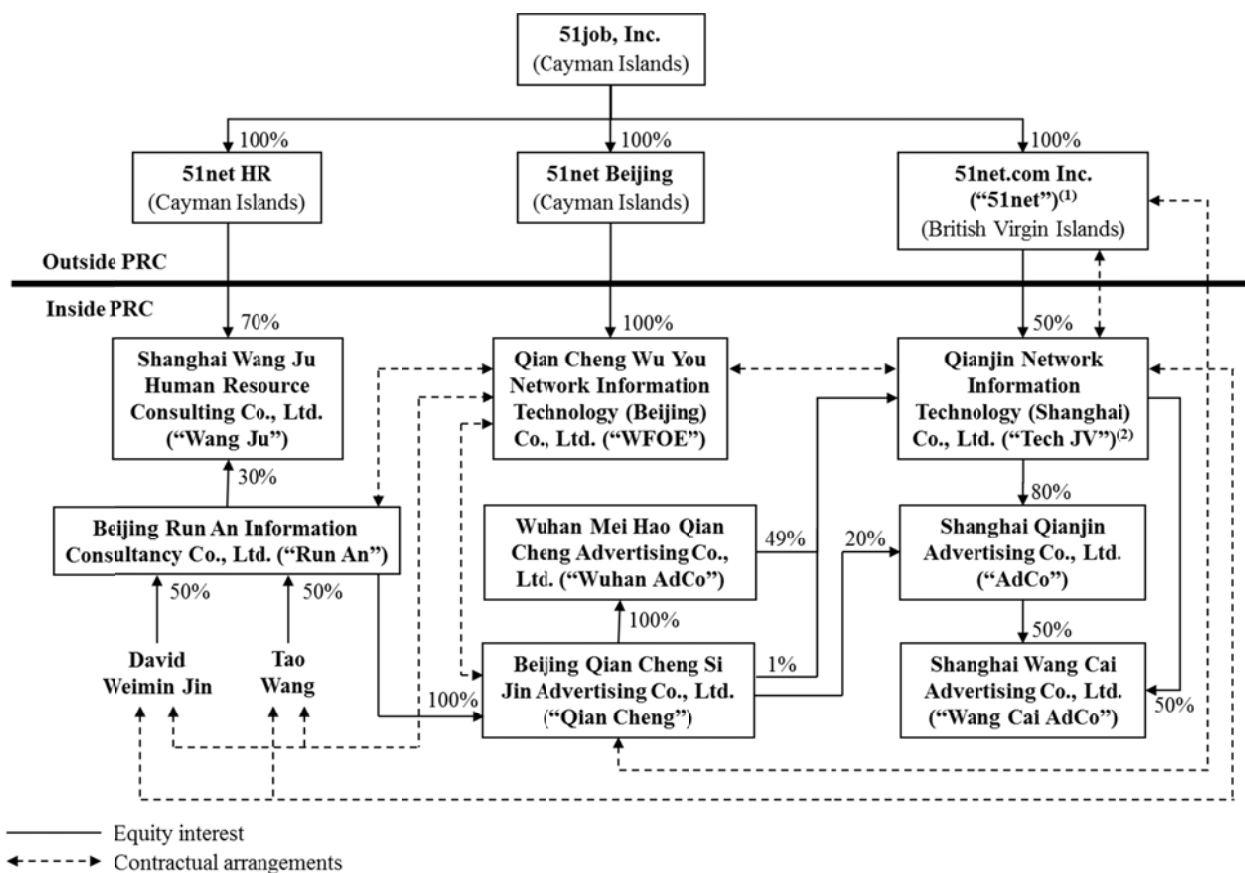 51job, Inc.
(Cayman Islands)
100%
100%
100%
51net HR
(Cayman Islands)
51net Beijing
(Cayman Islands)
51net.com Inc.
(“51net”)(1)
(British Virgin Islands)
Outside PRC
Inside PRC
70%
100%
50%
Shanghai Wang Ju
Human Resource
Consulting Co., Ltd.
(“Wang Ju”)
Qian Cheng Wu You
Network Information
Technology (Beijing)
Co., Ltd. (“WFOE”)
Qianjin Network
Information
Technology (Shanghai)
Co., Ltd. (“Tech JV”)(2)
30%
80%
Beijing Run An Information
Consultancy Co., Ltd. (“Run An”)
Wuhan Mei Hao Qian
Cheng Advertising Co.,
Ltd. (“Wuhan AdCo”)
49%
20%
Shanghai Qianjin
Advertising Co., Ltd.
(“AdCo”)
50%
50%
100%
50%
David
Weimin Jin
Tao
Wang
100%
Beijing Qian Cheng Si
Jin Advertising Co., Ltd.
(“Qian Cheng”)
1%
Shanghai Wang Cai
Advertising Co., Ltd.
(“Wang Cai AdCo”)
50%
Equity interest
Contractual arrangements